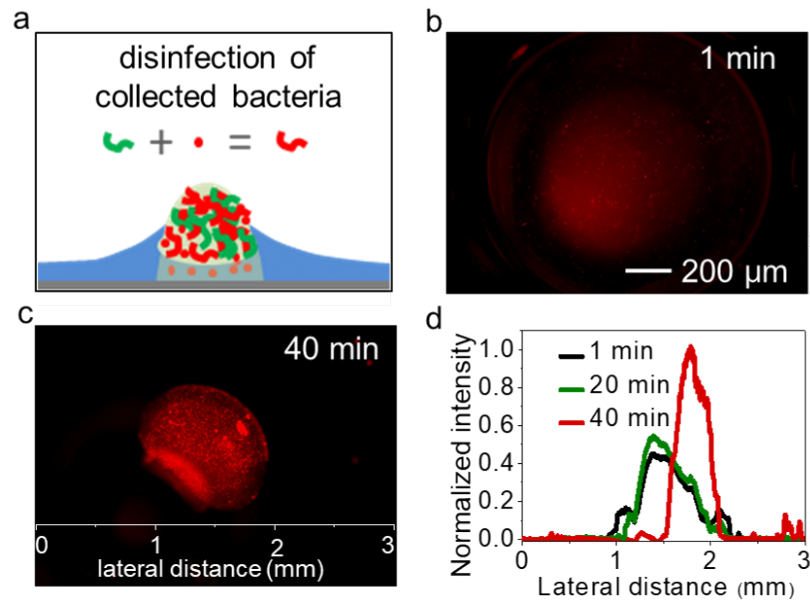 a
disinfection of
collected bacteria
+ =
b
1 min
200 µm
c
40 min
0 1 2 3
lateral distance (mm)
d
Normalized intensity
1.0
0.8
0.6
0.4
0.2
0.0
1 min
20 min
40 min
0 1 2 3
Lateral distance (mm)